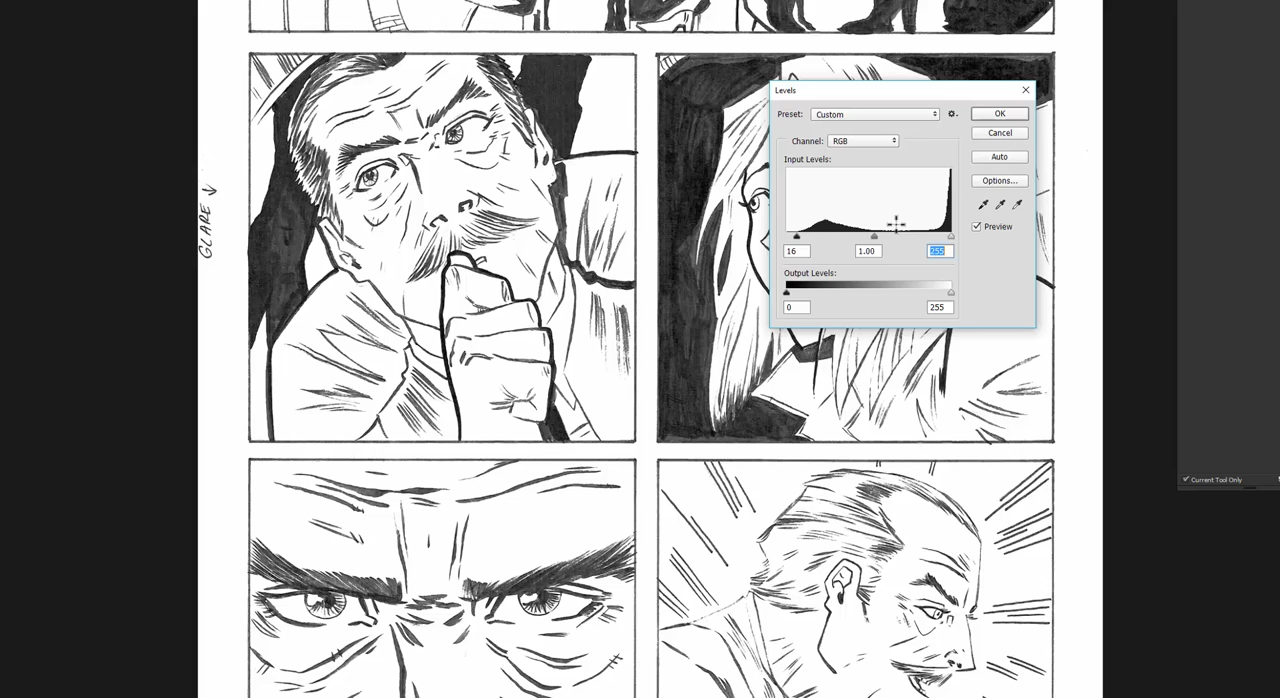 Levels
Preset: Custom
OK
Cancel
Channel: RGB
Auto
Input Levels:
Options...
Preview
16 1.00 255
Output Levels:
0 255
GLARE
Current Tool Only